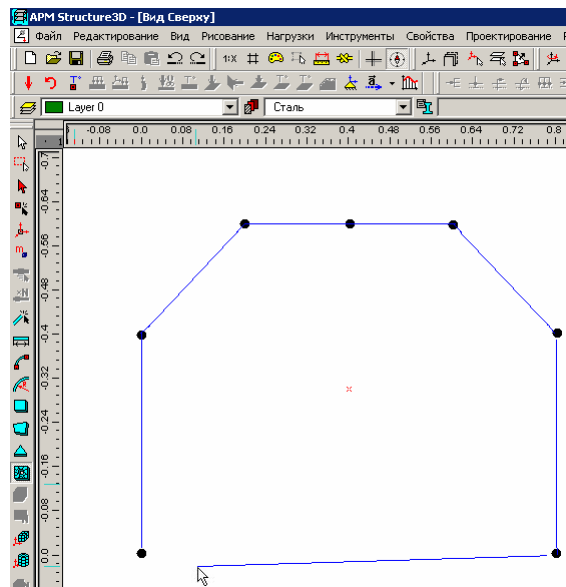 APM Structure3D - [Вид Сверху]
Файл Редактирование Вид Рисование Нагрузки Инструменты Свойства Проектирование
Layer 0 Сталь
-0.08 0.0 0.08 0.16 0.24 0.32 0.4 0.48 0.56 0.64 0.72 0.8
-0.7
-0.64
-0.56
-0.48
-0.4
-0.32
-0.24
-0.16
-0.08
0.0